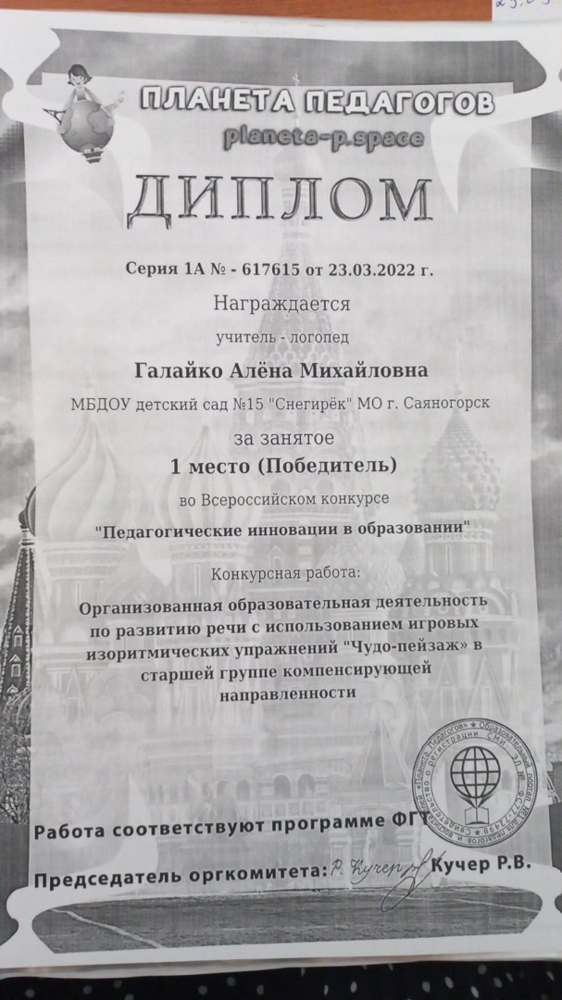 ПЛАНЕТА ПЕДАГОГОВ
planeta-p.space
ДИПЛОМ
Серия 1А № - 617615 от 23.03.2022 г.
Награждается
учитель - логопед
Галайко Алёна Михайловна
МБДОУ детский сад №15 "Снегирёк" МО г. Саяногорск
за занятое
1 место (Победитель)
во Всероссийском конкурсе
"Педагогические инновации в образовании"
Конкурсная работа:
Организованная образовательная деятельность
по развитию речи с использованием игровых
изоритмических упражнений "Чудо-пейзаж» в
старшей группе компенсирующей
направленности
Работа соответствуют программе ФГТ
Председатель оргкомитета: Р. Кучер Кучер Р.В.